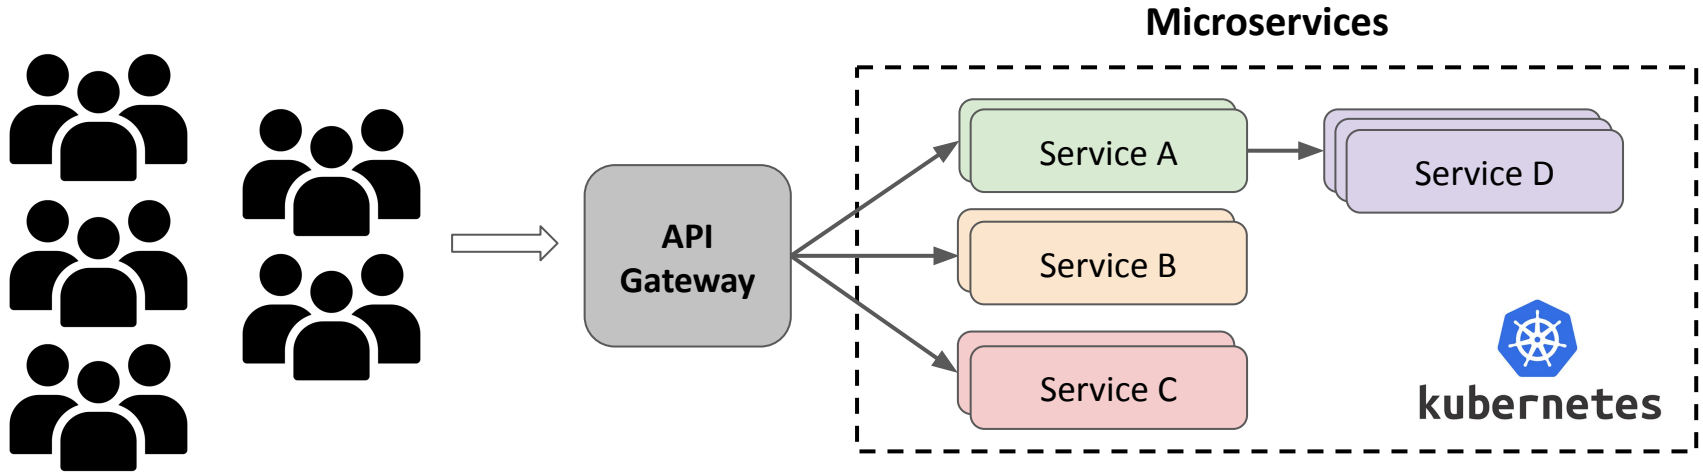 Microservices
API
Gateway
Service A
Service D
Service B
Service C
kubernetes